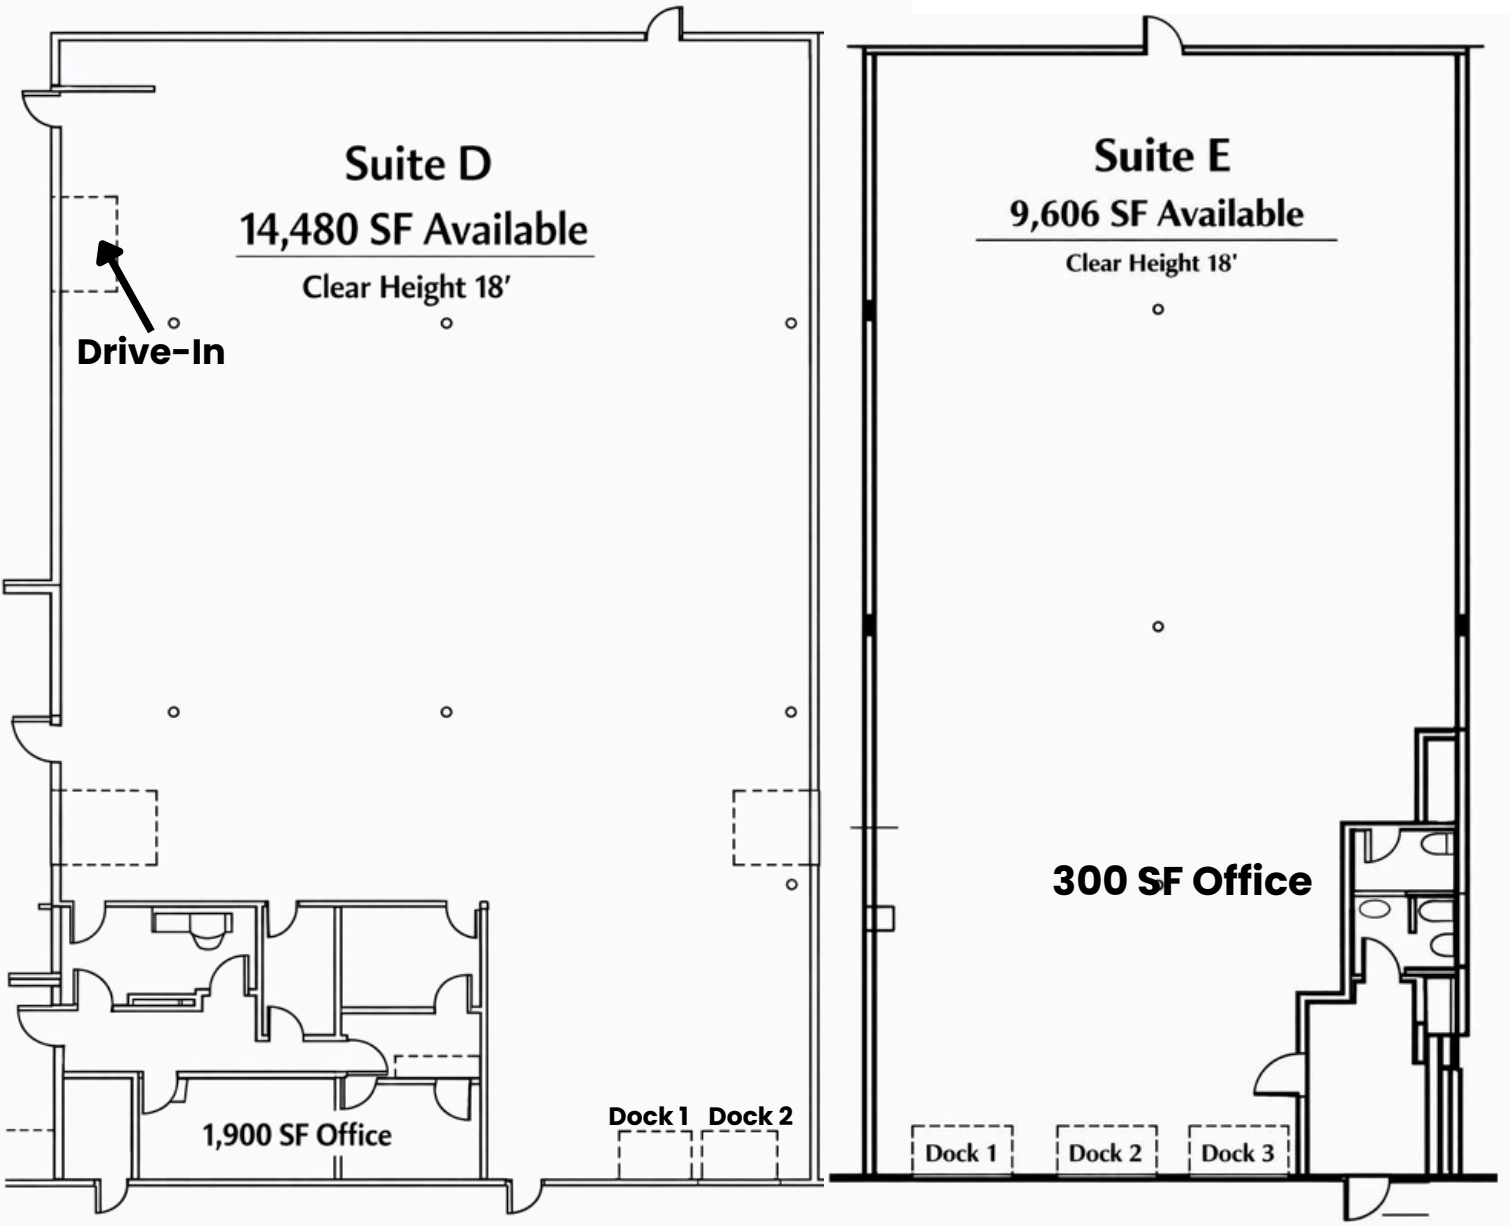 Suite D
14,480 SF Available
Clear Height 18'
Drive-In
1,900 SF Office
Dock 1
Dock 2
Suite E
9,606 SF Available
Clear Height 18'
300 SF Office
Dock 1
Dock 2
Dock 3